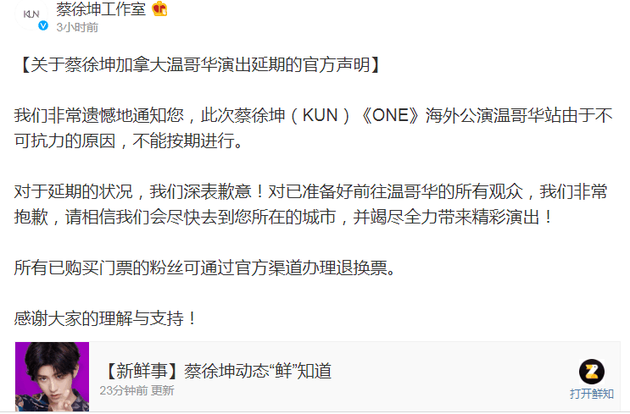 KUN
蔡徐坤工作室
3小时前
【关于蔡徐坤加拿大温哥华演出延期的官方声明】
我们非常遗憾地通知您，此次蔡徐坤（KUN）《ONE》海外公演温哥华站由于不
可抗力的原因，不能按期进行。
对于延期的状况，我们深表歉意！对已准备好前往温哥华的所有观众，我们非常
抱歉，请相信我们会尽快去到您所在的城市，并竭尽全力带来精彩演出！
所有已购买门票的粉丝可通过官方渠道办理退换票。
感谢大家的理解与支持！
【新鲜事】蔡徐坤动态“鲜”知道
23分钟前 更新
Z
打开鲜知